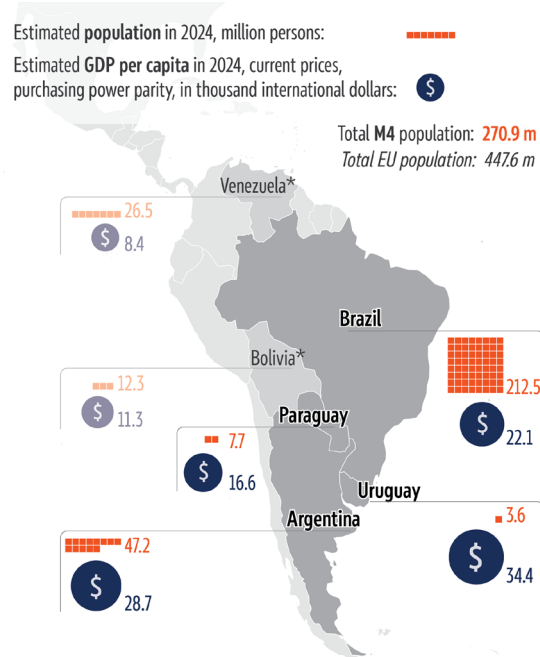 Estimated population in 2024, million persons:
Estimated GDP per capita in 2024, current prices,
purchasing power parity, in thousand international dollars:
$
Total M4 population: 270.9 m
Total EU population: 447.6 m
Venezuela*
26.5
$ 8.4
Brazil
212.5
$ 22.1
Bolivia*
12.3
$ 11.3
Paraguay
7.7
$ 16.6
Uruguay
3.6
$ 34.4
Argentina
47.2
$ 28.7